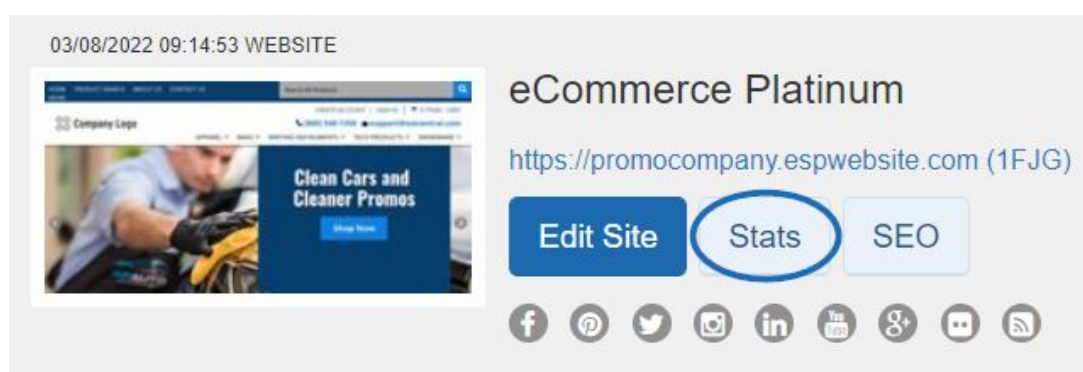 03/08/2022 09:14:53 WEBSITE
Company Logo
Clean Cars and
Cleaner Promos
Shop Now
eCommerce Platinum
https://promocompany.espwebsite.com (1FJG)
Edit Site
Stats
SEO